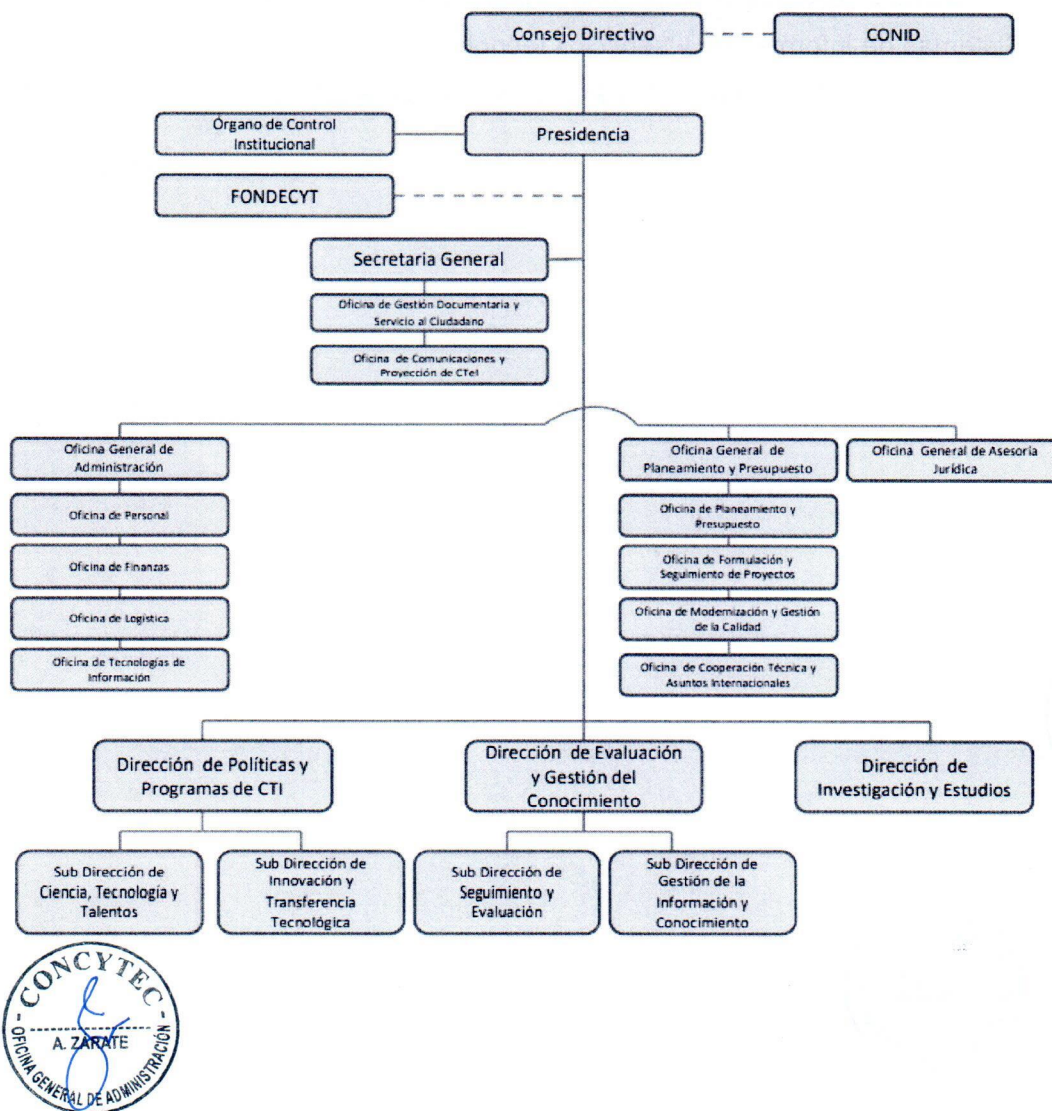 Consejo Directivo
CONID
Órgano de Control
Institucional
Presidencia
FONDECYT
Secretaria General
Oficina de Gestión Documentaria y
Servicio al Ciudadano
Oficina de Comunicaciones y
Proyección de CTeI
Oficina General de
Administración
Oficina de Personal
Oficina de Finanzas
Oficina de Logística
Oficina de Tecnologías de
Información
Oficina General de
Planeamiento y Presupuesto
Oficina de Planeamiento y
Presupuesto
Oficina de Formulación y
Seguimiento de Proyectos
Oficina de Modernización y Gestión
de la Calidad
Oficina de Cooperación Técnica y
Asuntos Internacionales
Oficina General de Asesoría
Jurídica
Dirección de Políticas y
Programas de CTI
Dirección de Evaluación
y Gestión del
Conocimiento
Dirección de
Investigación y Estudios
Sub Dirección de
Ciencia, Tecnología y
Talentos
Sub Dirección de
Innovación y
Transferencia
Tecnológica
Sub Dirección de
Seguimiento y
Evaluación
Sub Dirección de
Gestión de la
Información y
Conocimiento
- CONCYTEC -
A. ZARATE
OFICINA GENERAL DE ADMINISTRACIÓN